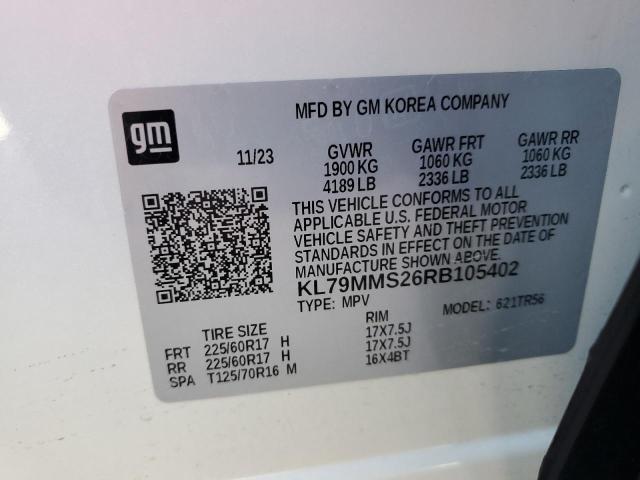 gm
MFD BY GM KOREA COMPANY
11/23 GVWR GAWR FRT GAWR RR
1900 KG 1060 KG 1060 KG
4189 LB 2336 LB 2336 LB
THIS VEHICLE CONFORMS TO ALL
APPLICABLE U.S. FEDERAL MOTOR
VEHICLE SAFETY AND THEFT PREVENTION
STANDARDS IN EFFECT ON THE DATE OF
MANUFACTURE SHOWN ABOVE.
KL79MMS26RB105402
TYPE: MPV MODEL: 621TR56
TIRE SIZE RIM
FRT 225/60R17 H 17X7.5J
RR 225/60R17 H 17X7.5J
SPA T125/70R16 M 16X4BT